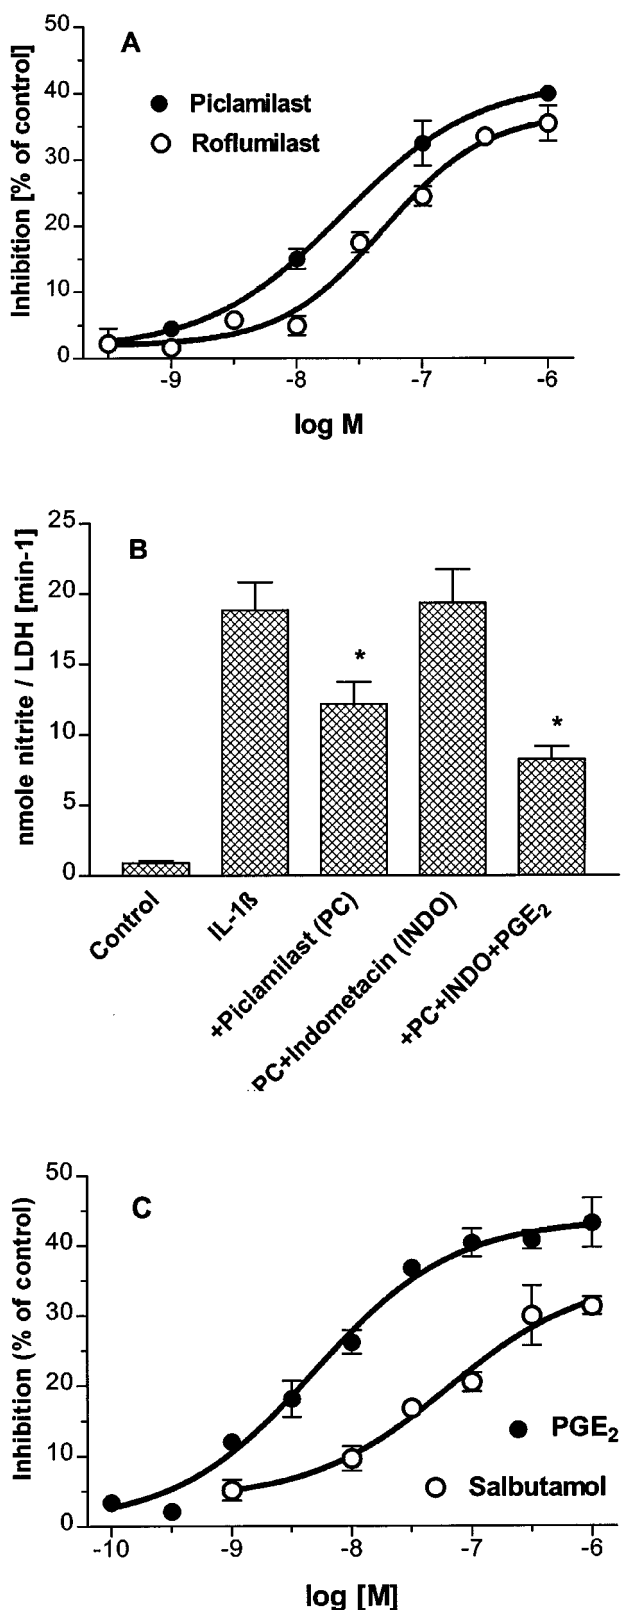 Inhibition [% of control]
50
40
30
20
10
0
A
Piclamilast
Roflumilast
-9
-8
-7
-6
log M
nmole nitrite / LDH [min-1]
25
20
15
10
5
0
B
*
*
Control
IL-1ß
+Piclamilast (PC)
PC+Indometacin (INDO)
+PC+INDO+PGE2
Inhibition (% of control)
50
40
30
20
10
0
C
PGE2
Salbutamol
-10
-9
-8
-7
-6
log [M]